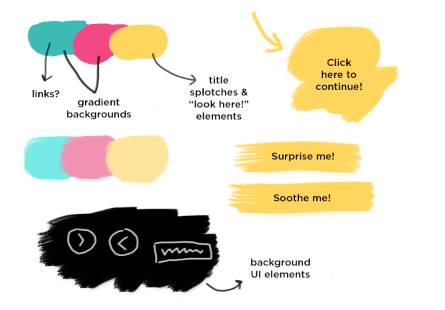 links?
gradient
backgrounds
title
splotches &
“look here!”
elements
Click
here to
continue!
Surprise me!
Soothe me!
background
UI elements